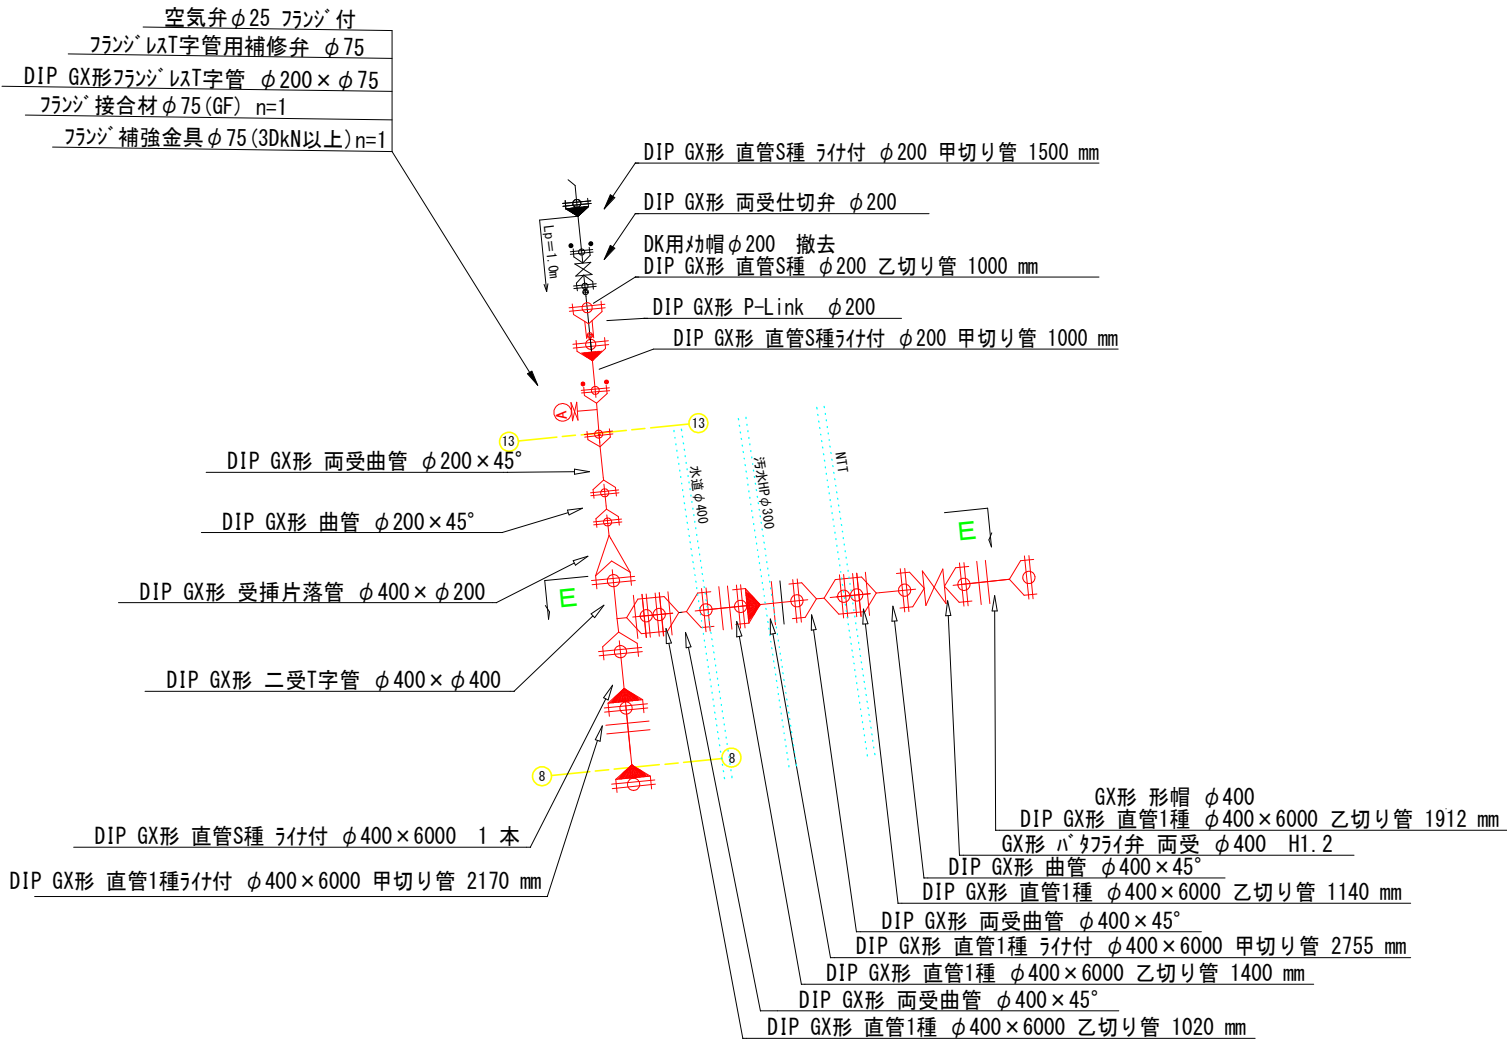 空気弁φ25 ﾌﾗﾝｼﾞ付
ﾌﾗﾝｼﾞﾚｽT字管用補修弁 φ75
DIP GX形ﾌﾗﾝｼﾞﾚｽT字管 φ200×φ75
ﾌﾗﾝｼﾞ接合材φ75(GF) n=1
ﾌﾗﾝｼﾞ補強金具φ75(3DkN以上)n=1
DIP GX形 直管S種 ﾗｲﾅ付 φ200 甲切り管 1500 mm
DIP GX形 両受仕切弁 φ200
Lp=1.0m
DK用ﾒｶ帽φ200 撤去
DIP GX形 直管S種 φ200 乙切り管 1000 mm
DIP GX形 P-Link φ200
DIP GX形 直管S種ﾗｲﾅ付 φ200 甲切り管 1000 mm
A
13
13
DIP GX形 両受曲管 φ200×45°
水道φ400
汚水HPφ300
NTT
DIP GX形 曲管 φ200×45°
E
DIP GX形 受挿片落管 φ400×φ200
E
DIP GX形 二受T字管 φ400×φ400
8
8
DIP GX形 直管S種 ﾗｲﾅ付 φ400×6000 1 本
DIP GX形 直管1種ﾗｲﾅ付 φ400×6000 甲切り管 2170 mm
GX形 形帽 φ400
DIP GX形 直管1種 φ400×6000 乙切り管 1912 mm
GX形 ﾊﾞﾀﾌﾗｲ弁 両受 φ400 H1.2
DIP GX形 曲管 φ400×45°
DIP GX形 直管1種 φ400×6000 乙切り管 1140 mm
DIP GX形 両受曲管 φ400×45°
DIP GX形 直管1種 ﾗｲﾅ付 φ400×6000 甲切り管 2755 mm
DIP GX形 直管1種 φ400×6000 乙切り管 1400 mm
DIP GX形 両受曲管 φ400×45°
DIP GX形 直管1種 φ400×6000 乙切り管 1020 mm